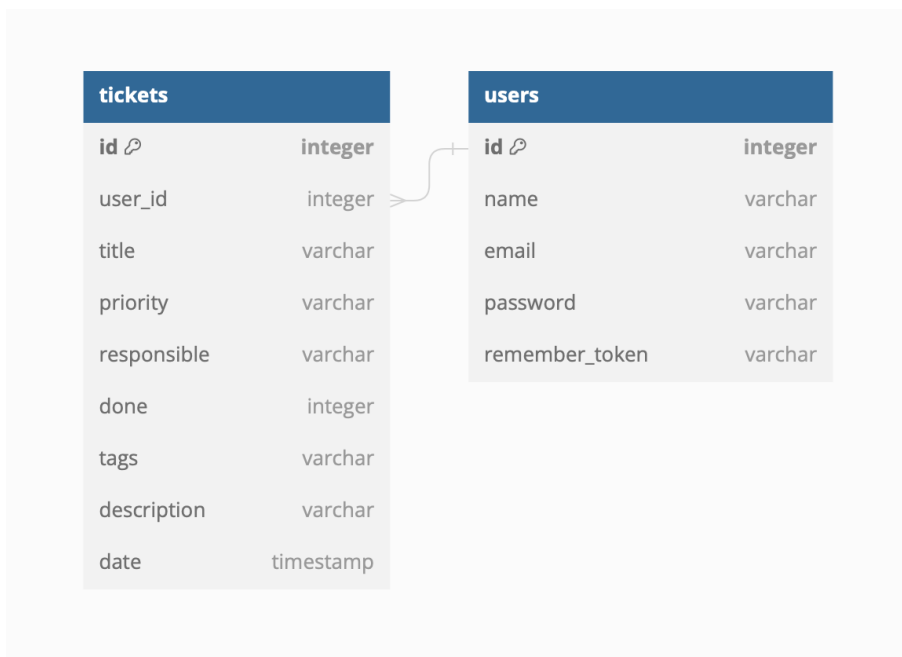 tickets
id integer
user_id integer
title varchar
priority varchar
responsible varchar
done integer
tags varchar
description varchar
date timestamp
users
id integer
name varchar
email varchar
password varchar
remember_token varchar